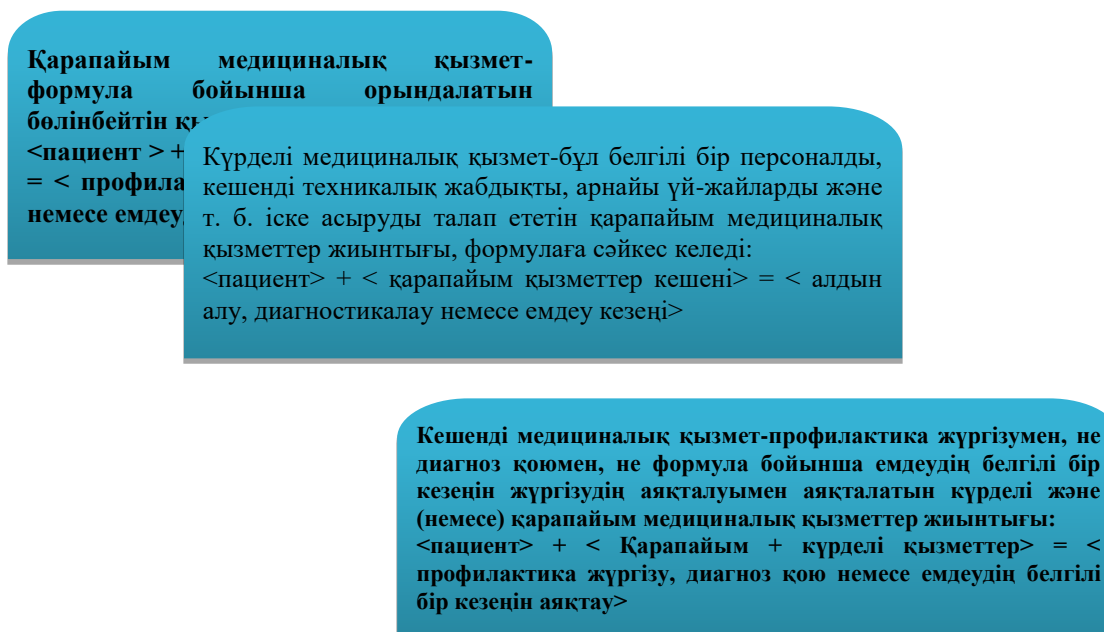 Қарапайым медициналық қызмет-
формула бойынша орындалатын
бөлінбейтін
<пациент > +
= <
немесе
Күрделі медициналық қызмет-бұл белгілі бір персоналды,
кешенді техникалық жабдықты, арнайы үй-жайларды және
т. б. іске асыруды талап ететін қарапайым медициналық
қызметтер жиынтығы, формулаға сәйкес келеді:
<пациент> + < қарапайым қызметтер кешені> = < алдын
алу, диагностикалау немесе емдеу кезеңі>
Кешенді медициналық қызмет-профилактика жүргізумен, не
диагноз қоюмен, не формула бойынша емдеудің белгілі бір
кезеңін жүргізудің аяқталуымен аяқталатын күрделі және
(немесе) қарапайым медициналық қызметтер жиынтығы:
<пациент> + < Қарапайым + күрделі қызметтер> = <
профилактика жүргізу, диагноз қою немесе емдеудің белгілі
бір кезеңін аяқтау>